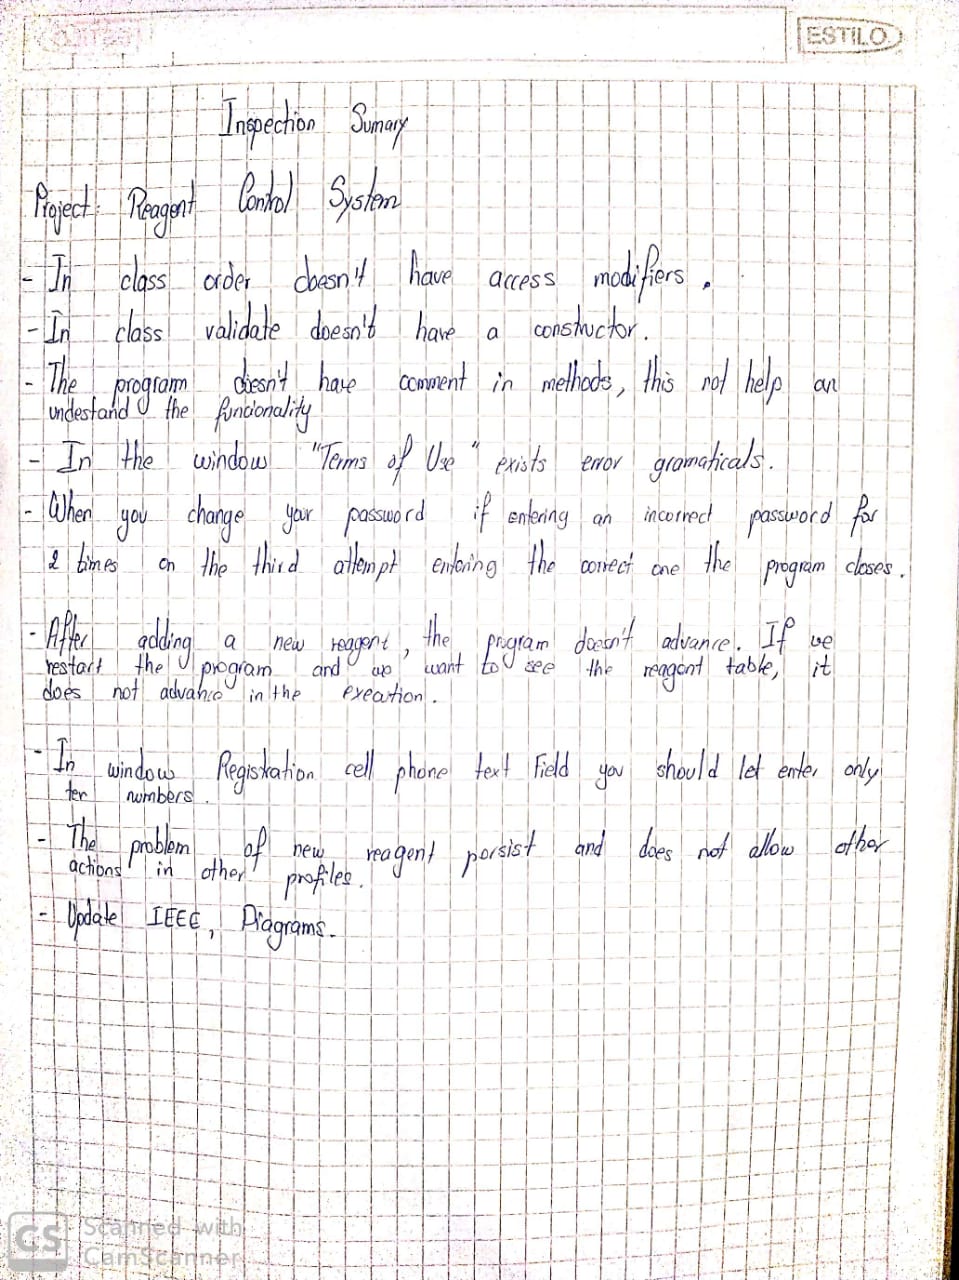 ESTILO
Inspection Sumary
Project: Reagent Control System
- In class order doesn't have access modifiers.
- In class validate doesn't have a constructor.
- The program doesn't have comment in methods, this not help an
undestand the funcionality
- In the window "Terms of Use" exists error gramaticals.
- When you change your password if entering an incorrect password for
2 times on the third attempt entering the correct one the program closes.
- After adding a new reagent, the program doesn't advance. If we
restart the program and we want to see the reagent table, it
does not advance in the execution.
- In window Registration cell phone text Field you should let enter only
ten numbers.
- The problem of new reagent persist and does not allow other
actions in other profiles.
- Update IEEE, Diagrams.
CS Scanned with
CamScanner